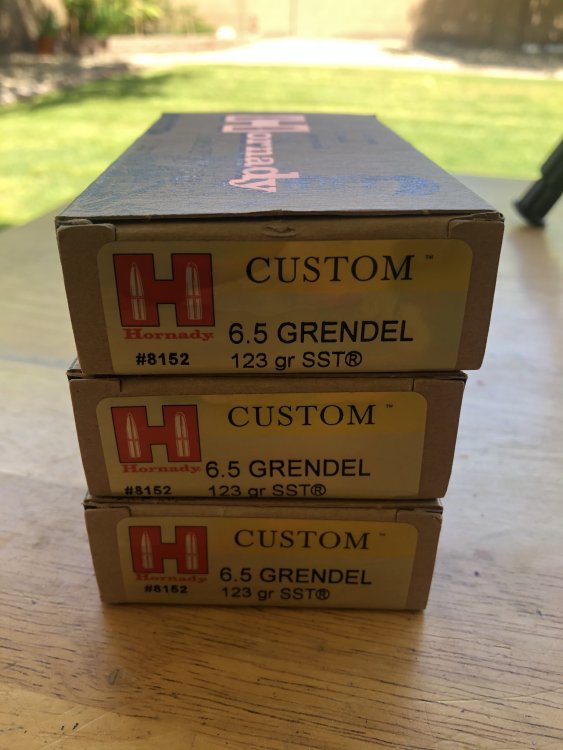 Hornady
CUSTOM™
Hornady
6.5 GRENDEL
#8152
123 gr SST®
CUSTOM™
Hornady
6.5 GRENDEL
#8152
123 gr SST®
CUSTOM™
Hornady
6.5 GRENDEL
#8152
123 gr SST®